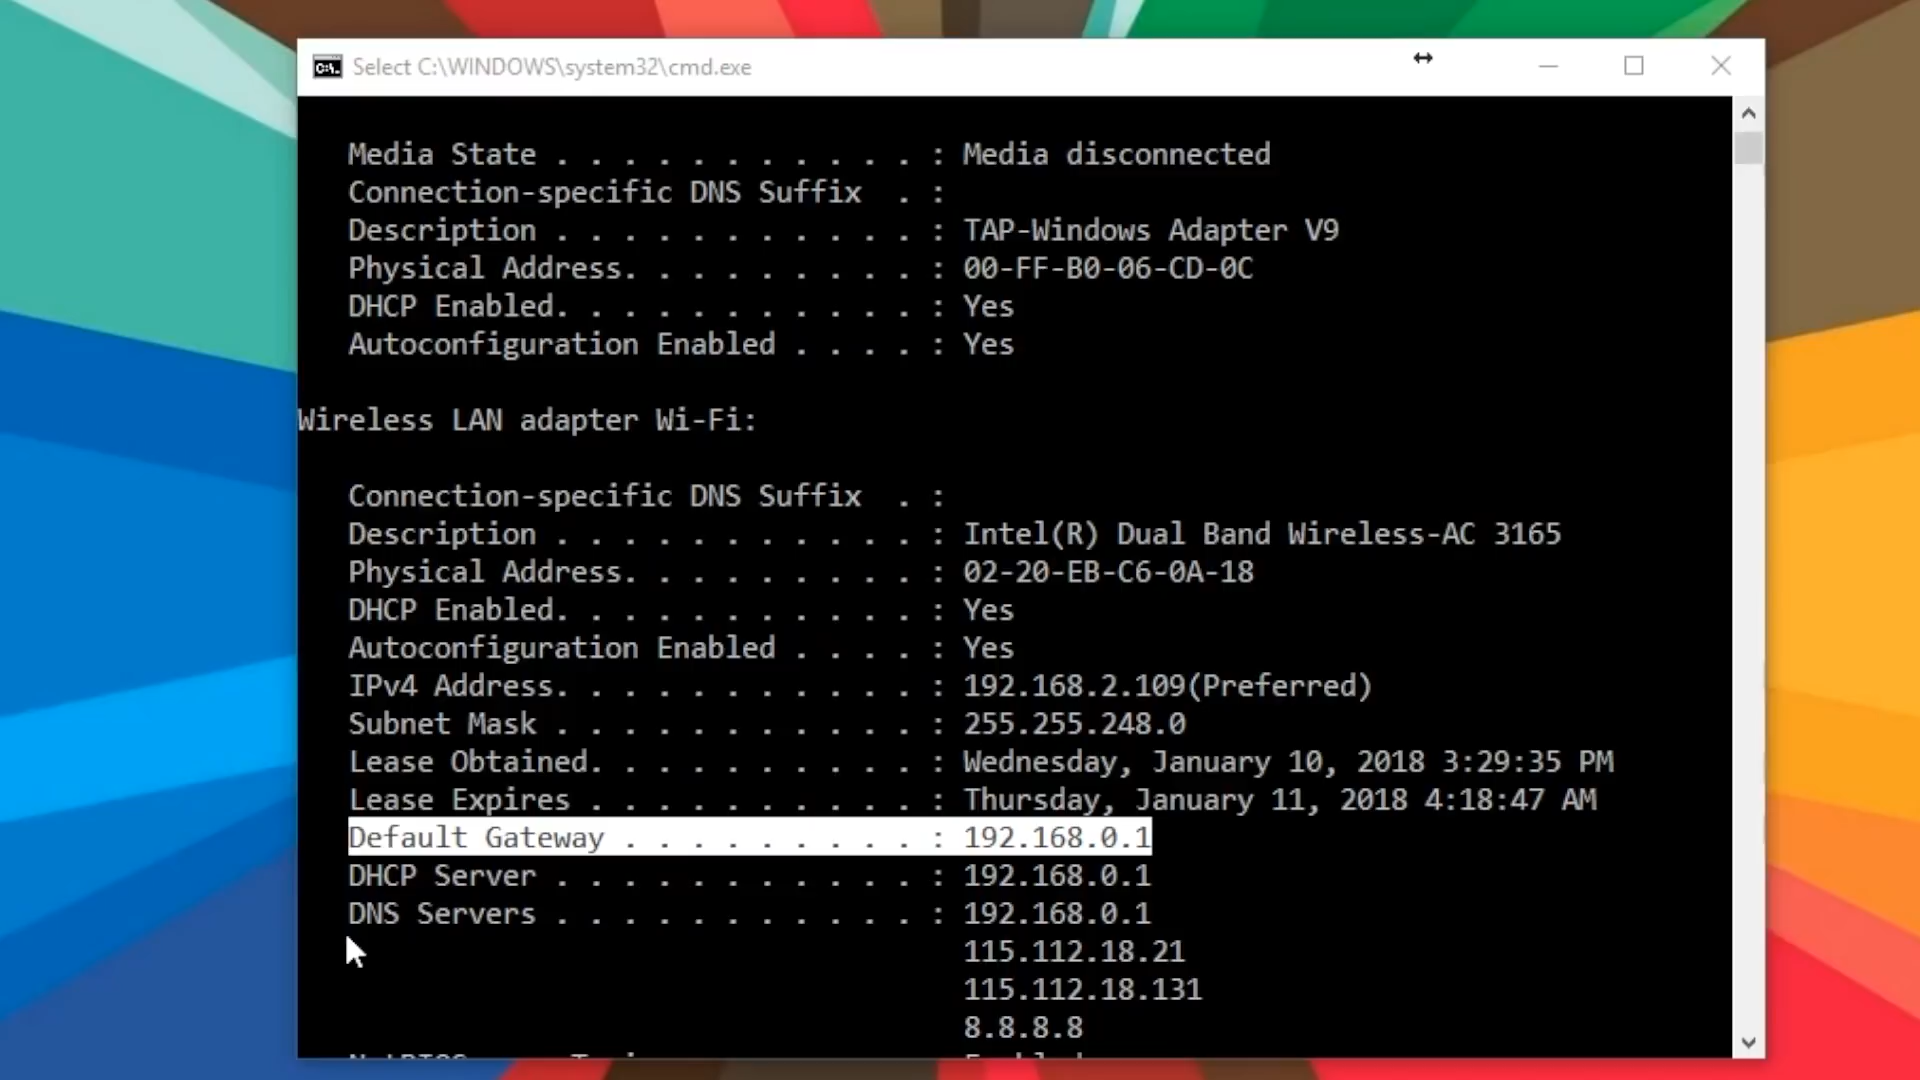 Select C:\WINDOWS\system32\cmd.exe
Media State . . . . . . . . . . . : Media disconnected
Connection-specific DNS Suffix  . :
Description . . . . . . . . . . . : TAP-Windows Adapter V9
Physical Address. . . . . . . . . : 00-FF-B0-06-CD-0C
DHCP Enabled. . . . . . . . . . . : Yes
Autoconfiguration Enabled . . . . : Yes
Wireless LAN adapter Wi-Fi:
Connection-specific DNS Suffix  . :
Description . . . . . . . . . . . : Intel(R) Dual Band Wireless-AC 3165
Physical Address. . . . . . . . . : 02-20-EB-C6-0A-18
DHCP Enabled. . . . . . . . . . . : Yes
Autoconfiguration Enabled . . . . : Yes
IPv4 Address. . . . . . . . . . . : 192.168.2.109(Preferred)
Subnet Mask . . . . . . . . . . . : 255.255.248.0
Lease Obtained. . . . . . . . . . : Wednesday, January 10, 2018 3:29:35 PM
Lease Expires . . . . . . . . . . : Thursday, January 11, 2018 4:18:47 AM
Default Gateway . . . . . . . . . : 192.168.0.1
DHCP Server . . . . . . . . . . . : 192.168.0.1
DNS Servers . . . . . . . . . . . : 192.168.0.1
115.112.18.21
115.112.18.131
8.8.8.8